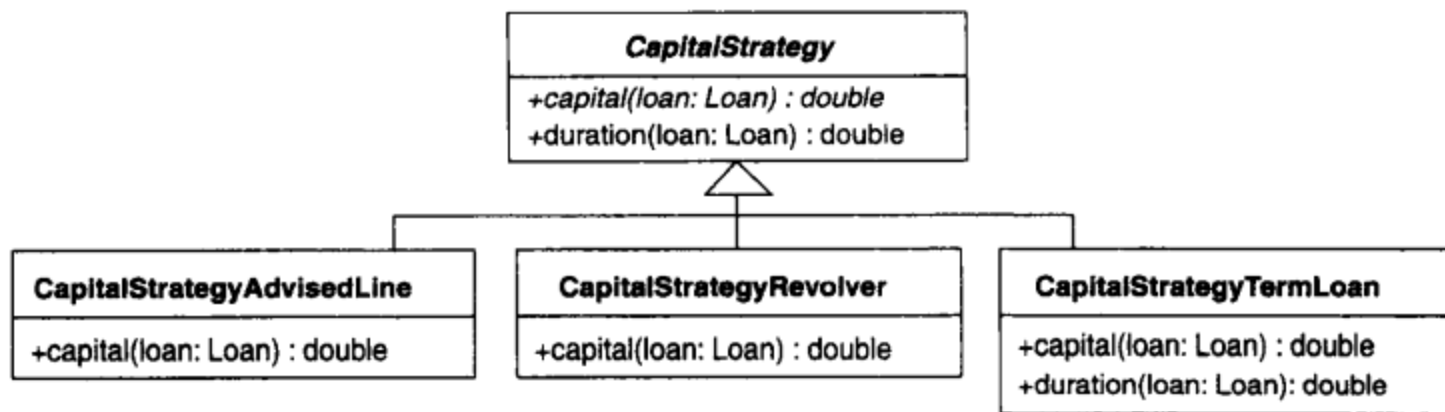 CapitalStrategy
+capital(loan: Loan) : double
+duration(loan: Loan) : double
CapitalStrategyAdvisedLine
+capital(loan: Loan) : double
CapitalStrategyRevolver
+capital(loan: Loan) : double
CapitalStrategyTermLoan
+capital(loan: Loan) : double
+duration(loan: Loan): double